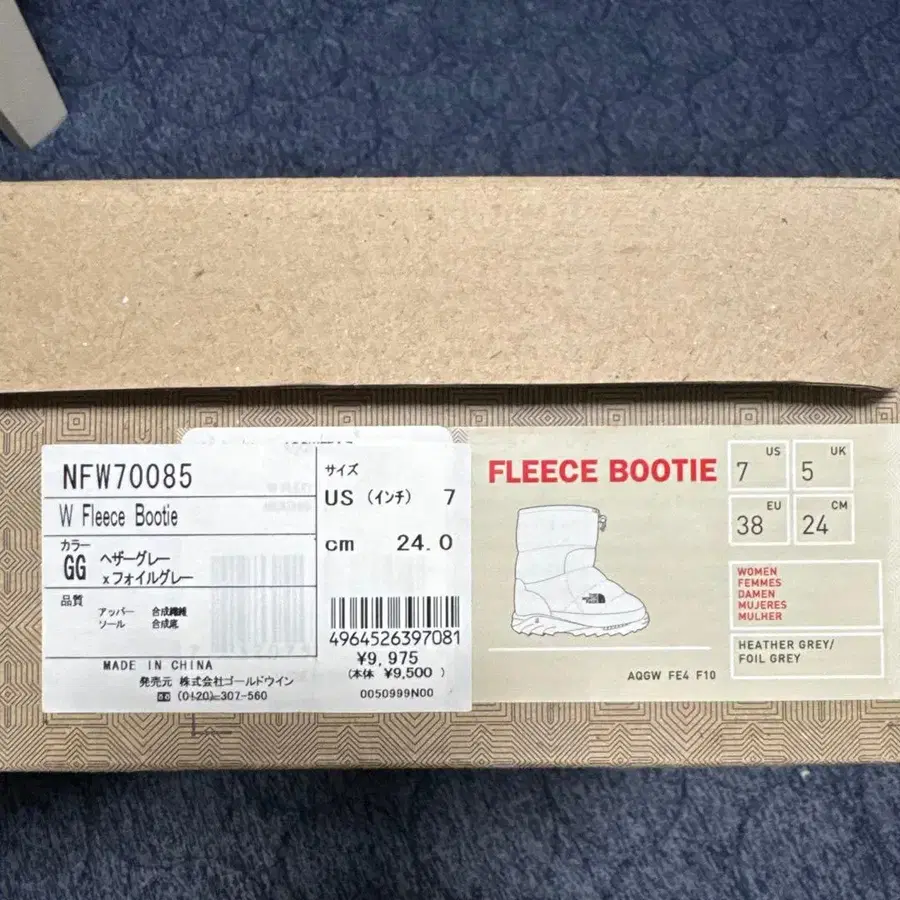 NFW70085
W Fleece Bootie
カラー
GG ヘザーグレー
xフォイルグレー
品質
アッパー 合成繊維
ソール 合成底
MADE IN CHINA
発売元 株式会社ゴールドウイン
(0120)-307-560
サイズ
US (インチ) 7
cm 24.0
4964526397081
¥9,975
(本体 ¥9,500)
0050999N00
FLEECE BOOTIE
THE NORTH FACE
AQGW FE4 F10
7 US
5 UK
38 EU
24 CM
WOMEN
FEMMES
DAMEN
MUJERES
MULHER
HEATHER GREY/
FOIL GREY